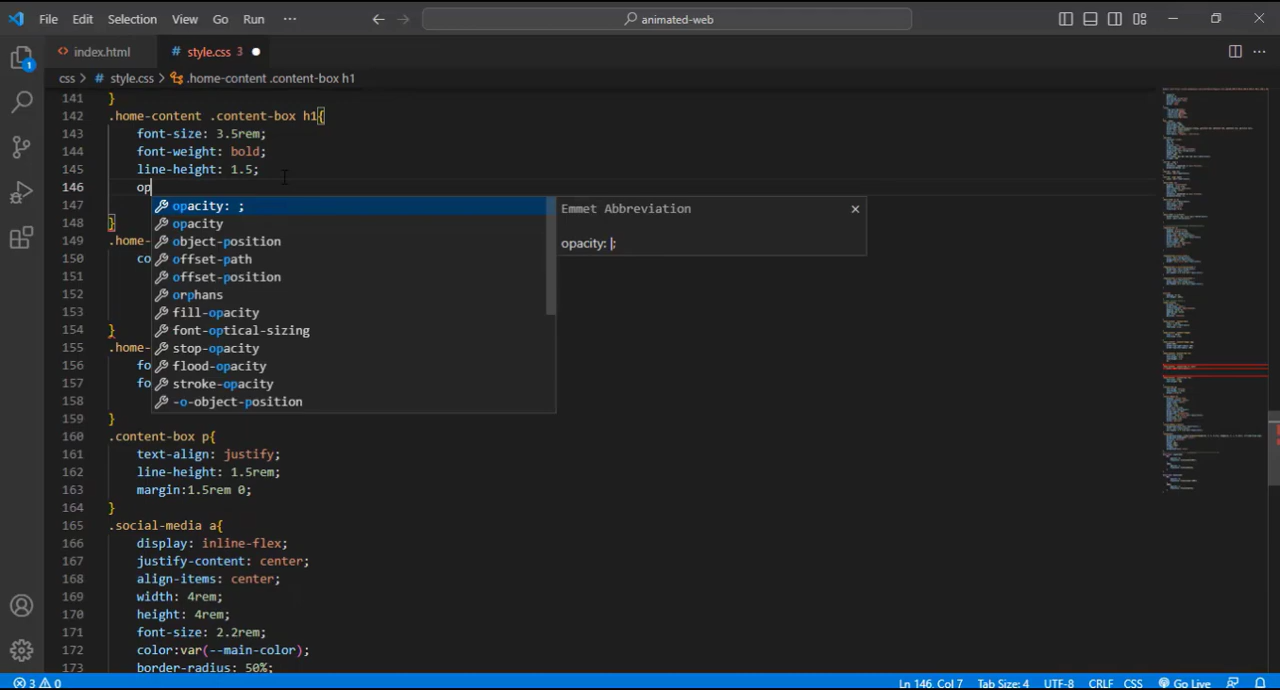 File Edit Selection View Go Run ··· animated-web
index.html style.css 3
css > style.css > .home-content .content-box h1
141 }
142 .home-content .content-box h1{
143 font-size: 3.5rem;
144 font-weight: bold;
145 line-height: 1.5;
146 op
147 opacity: ; Emmet Abbreviation
148 } opacity
149 .home- object-position opacity: |;
150 co offset-path
151 offset-position
152 orphans
153 fill-opacity
154 } font-optical-sizing
155 .home- stop-opacity
156 fo flood-opacity
157 fo stroke-opacity
158 -o-object-position
159 }
160 .content-box p{
161 text-align: justify;
162 line-height: 1.5rem;
163 margin:1.5rem 0;
164 }
165 .social-media a{
166 display: inline-flex;
167 justify-content: center;
168 align-items: center;
169 width: 4rem;
170 height: 4rem;
171 font-size: 2.2rem;
172 color:var(--main-color);
173 border-radius: 50%;
3 0 Ln 146, Col 7 Tab Size: 4 UTF-8 CRLF CSS Go Live